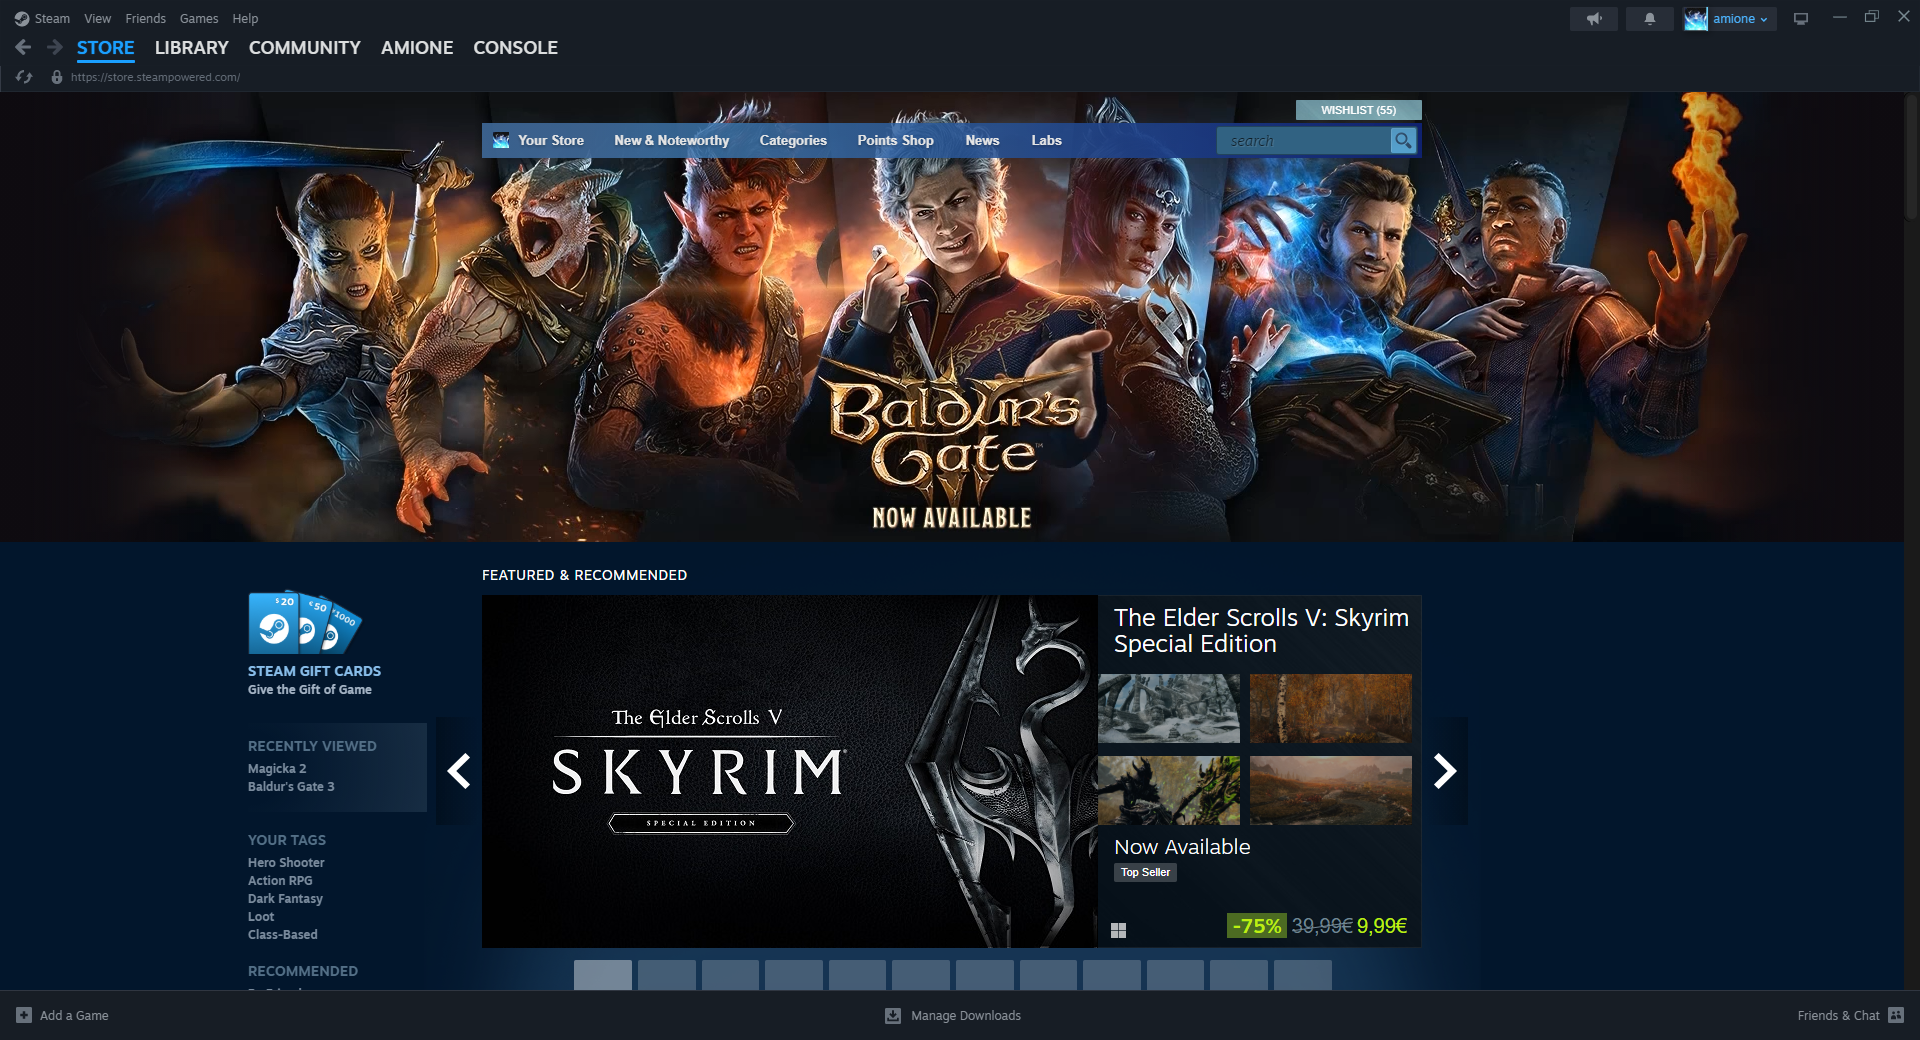 Steam View Friends Games Help
amione
STORE LIBRARY COMMUNITY AMIONE CONSOLE
https://store.steampowered.com/
WISHLIST (55)
Your Store New & Noteworthy Categories Points Shop News Labs search
Baldur's
Gate™
III
NOW AVAILABLE
FEATURED & RECOMMENDED
$20 €50 1000
STEAM GIFT CARDS
Give the Gift of Game
RECENTLY VIEWED
Magicka 2
Baldur's Gate 3
YOUR TAGS
Hero Shooter
Action RPG
Dark Fantasy
Loot
Class-Based
RECOMMENDED
The Elder Scrolls V
SKYRIM®
SPECIAL EDITION
The Elder Scrolls V: Skyrim
Special Edition
Now Available
Top Seller
-75% 39,99€ 9,99€
Add a Game
Manage Downloads
Friends & Chat